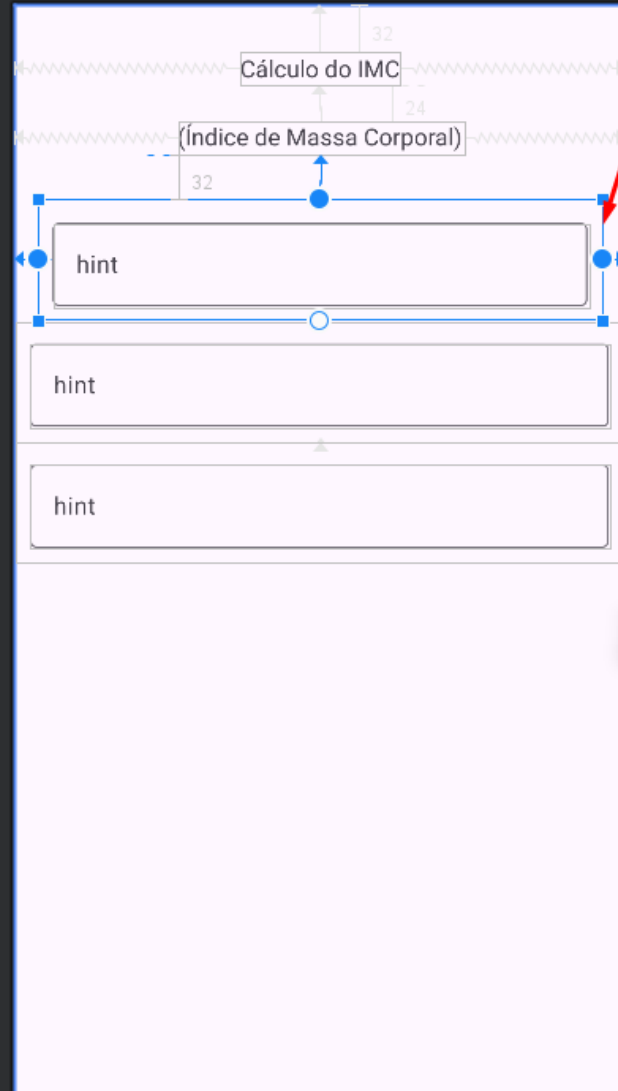 32
Cálculo do IMC
24
(Índice de Massa Corporal)
32
hint
hint
hint